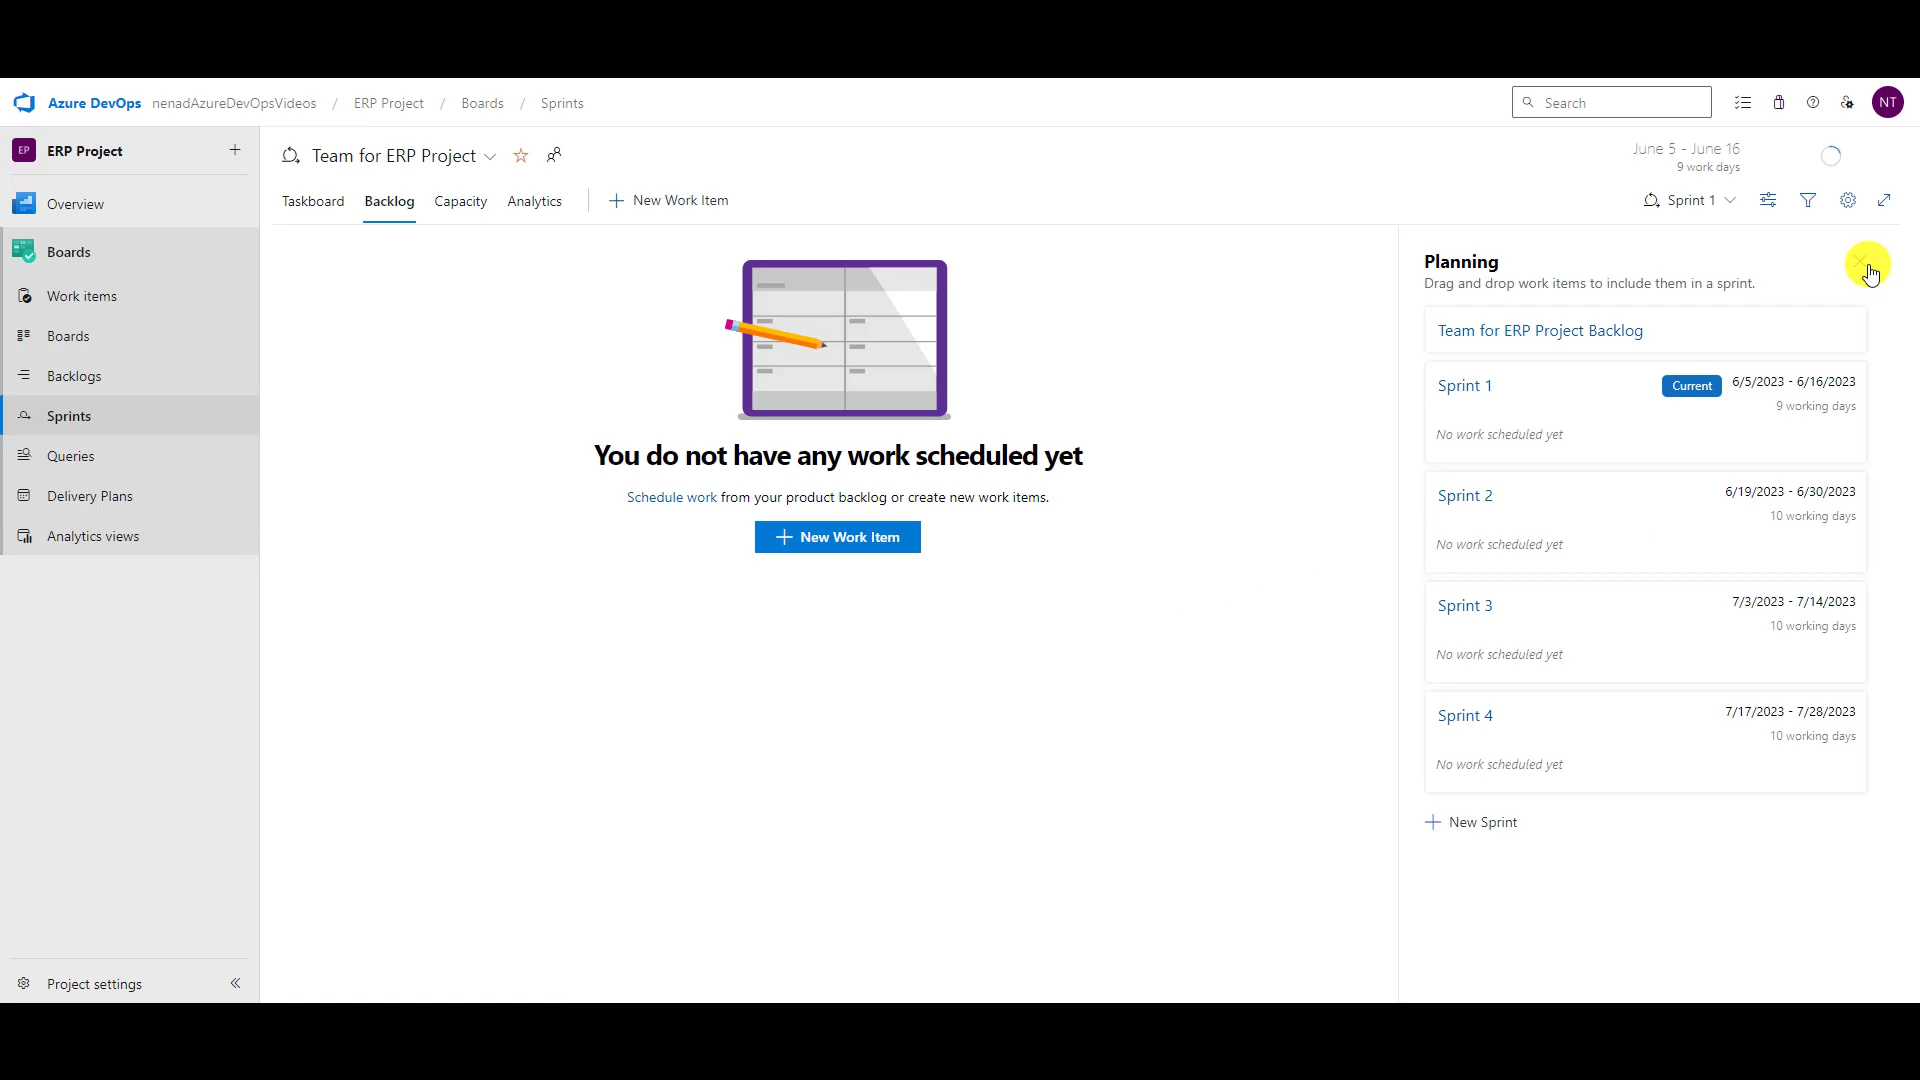 Azure DevOps nenadAzureDevOpsVideos / ERP Project / Boards / Sprints
Search
NT
EP ERP Project
Overview
Boards
Work items
Boards
Backlogs
Sprints
Queries
Delivery Plans
Analytics views
Project settings
Team for ERP Project
June 5 - June 16
9 work days
Taskboard Backlog Capacity Analytics New Work Item
Sprint 1
You do not have any work scheduled yet
Schedule work from your product backlog or create new work items.
New Work Item
Planning
Drag and drop work items to include them in a sprint.
Team for ERP Project Backlog
Sprint 1 Current 6/5/2023 - 6/16/2023
9 working days
No work scheduled yet
Sprint 2 6/19/2023 - 6/30/2023
10 working days
No work scheduled yet
Sprint 3 7/3/2023 - 7/14/2023
10 working days
No work scheduled yet
Sprint 4 7/17/2023 - 7/28/2023
10 working days
No work scheduled yet
New Sprint